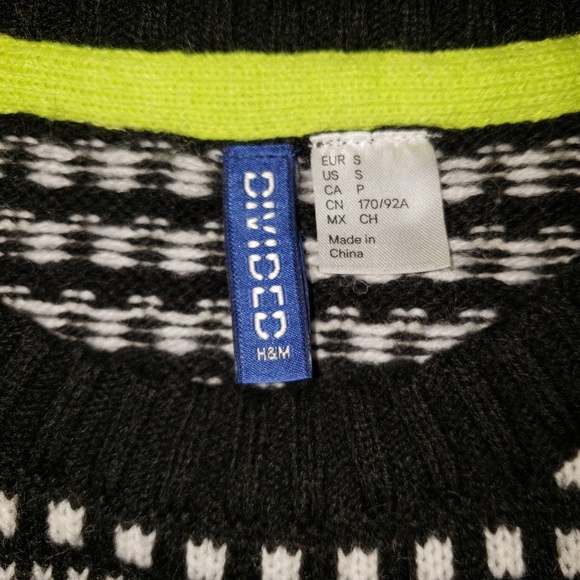 DIVIDED
H&M
EUR S
US S
CA P
CN 170/92A
MX CH
Made in
China